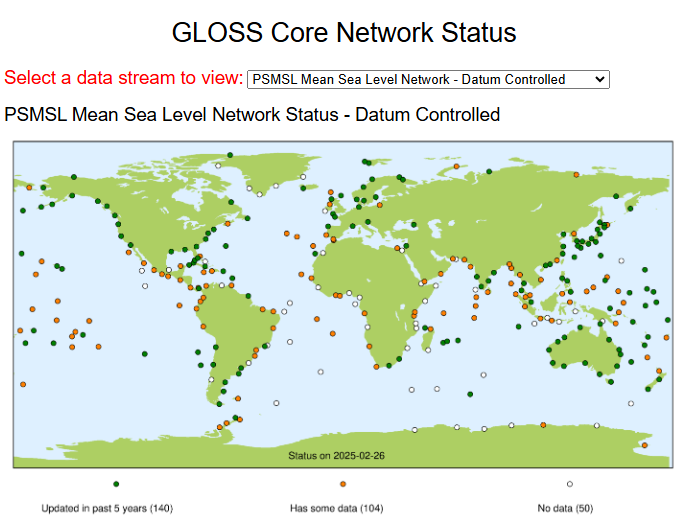 GLOSS Core Network Status
Select a data stream to view: PSMSL Mean Sea Level Network - Datum Controlled
PSMSL Mean Sea Level Network Status - Datum Controlled
Status on 2025-02-26
Updated in past 5 years (140) Has some data (104) No data (50)